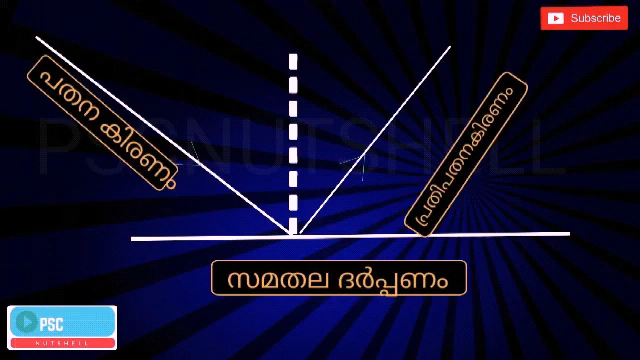 Subscribe
പതന കിരണം
പ്രതിപതനകിരണം
PSCNUTSHELL
സമതല ദർപ്പണം
PSC
NUTSHELL